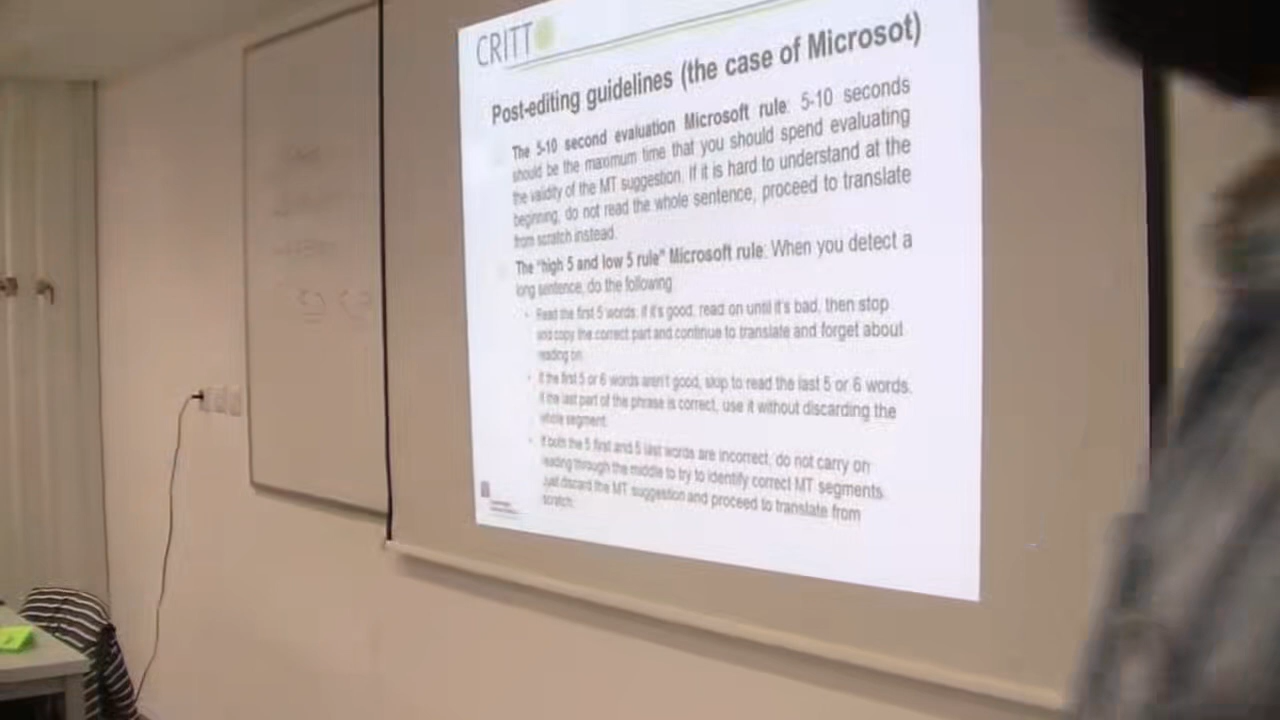 CRITT
Post-editing guidelines (the case of Microsot)
The 5-10 second evaluation Microsoft rule: 5-10 seconds
should be the maximum time that you should spend evaluating
the validity of the MT suggestion. If it is hard to understand at the
beginning, do not read the whole sentence, proceed to translate
from scratch instead.
The "high 5 and low 5 rule" Microsoft rule: When you detect a
long sentence, do the following
• Read the first 5 words, if it's good, read on until it's bad, then stop
and copy the correct part and continue to translate and forget about
reading on.
• If the first 5 or 6 words aren't good, skip to read the last 5 or 6 words.
If the last part of the phrase is correct, use it without discarding the
whole segment.
• If both the 5 first and 5 last words are incorrect, do not carry on
reading through the middle to try to identify correct MT segments.
Just discard the MT suggestion and proceed to translate from
scratch.